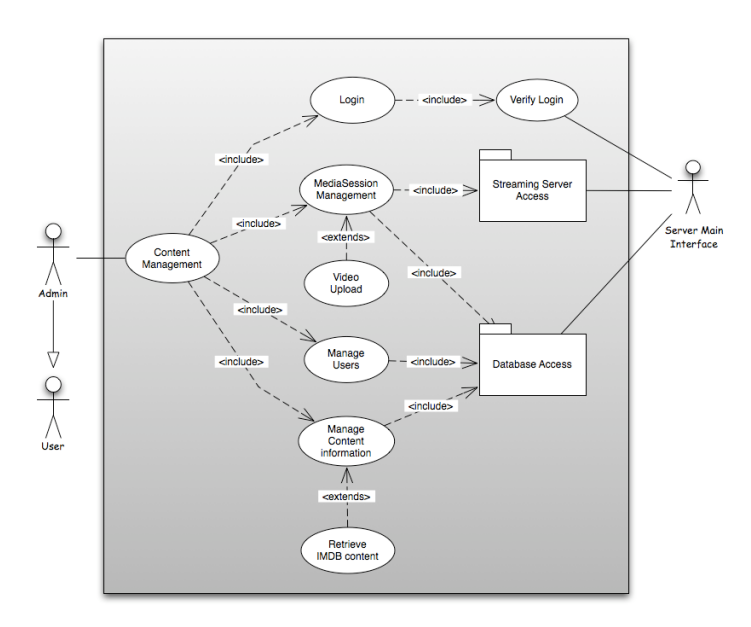 Login
<include>
Verify Login
<include>
MediaSession
Management
<include>
Streaming Server
Access
<include>
Server Main
Interface
<extends>
Content
Management
Admin
Video
Upload
<include>
<include>
Manage
Users
<include>
Database Access
<include>
<include>
User
Manage
Content
information
<extends>
Retrieve
IMDB content